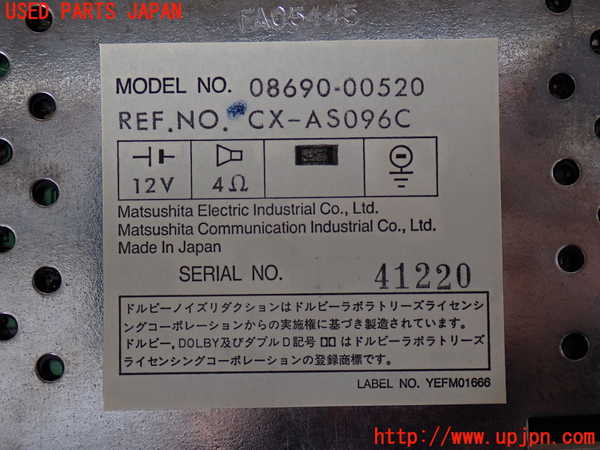 USED PARTS JAPAN
FA05445
MODEL NO. 08690-00520
REF.NO. CX-AS096C
12V
4Ω
Matsushita Electric Industrial Co., Ltd.
Matsushita Communication Industrial Co., Ltd.
Made In Japan
SERIAL NO. 41220
ドルビーノイズリダクションはドルビーラボラトリーズライセンシ
ングコーポレーションからの実施権に基づき製造されています。
ドルビー, DOLBY及びダブルD記号はドルビーラボラトリーズ
ライセンシングコーポレーションの登録商標です。
LABEL NO. YEFM01666
http://www.upjpn.com/